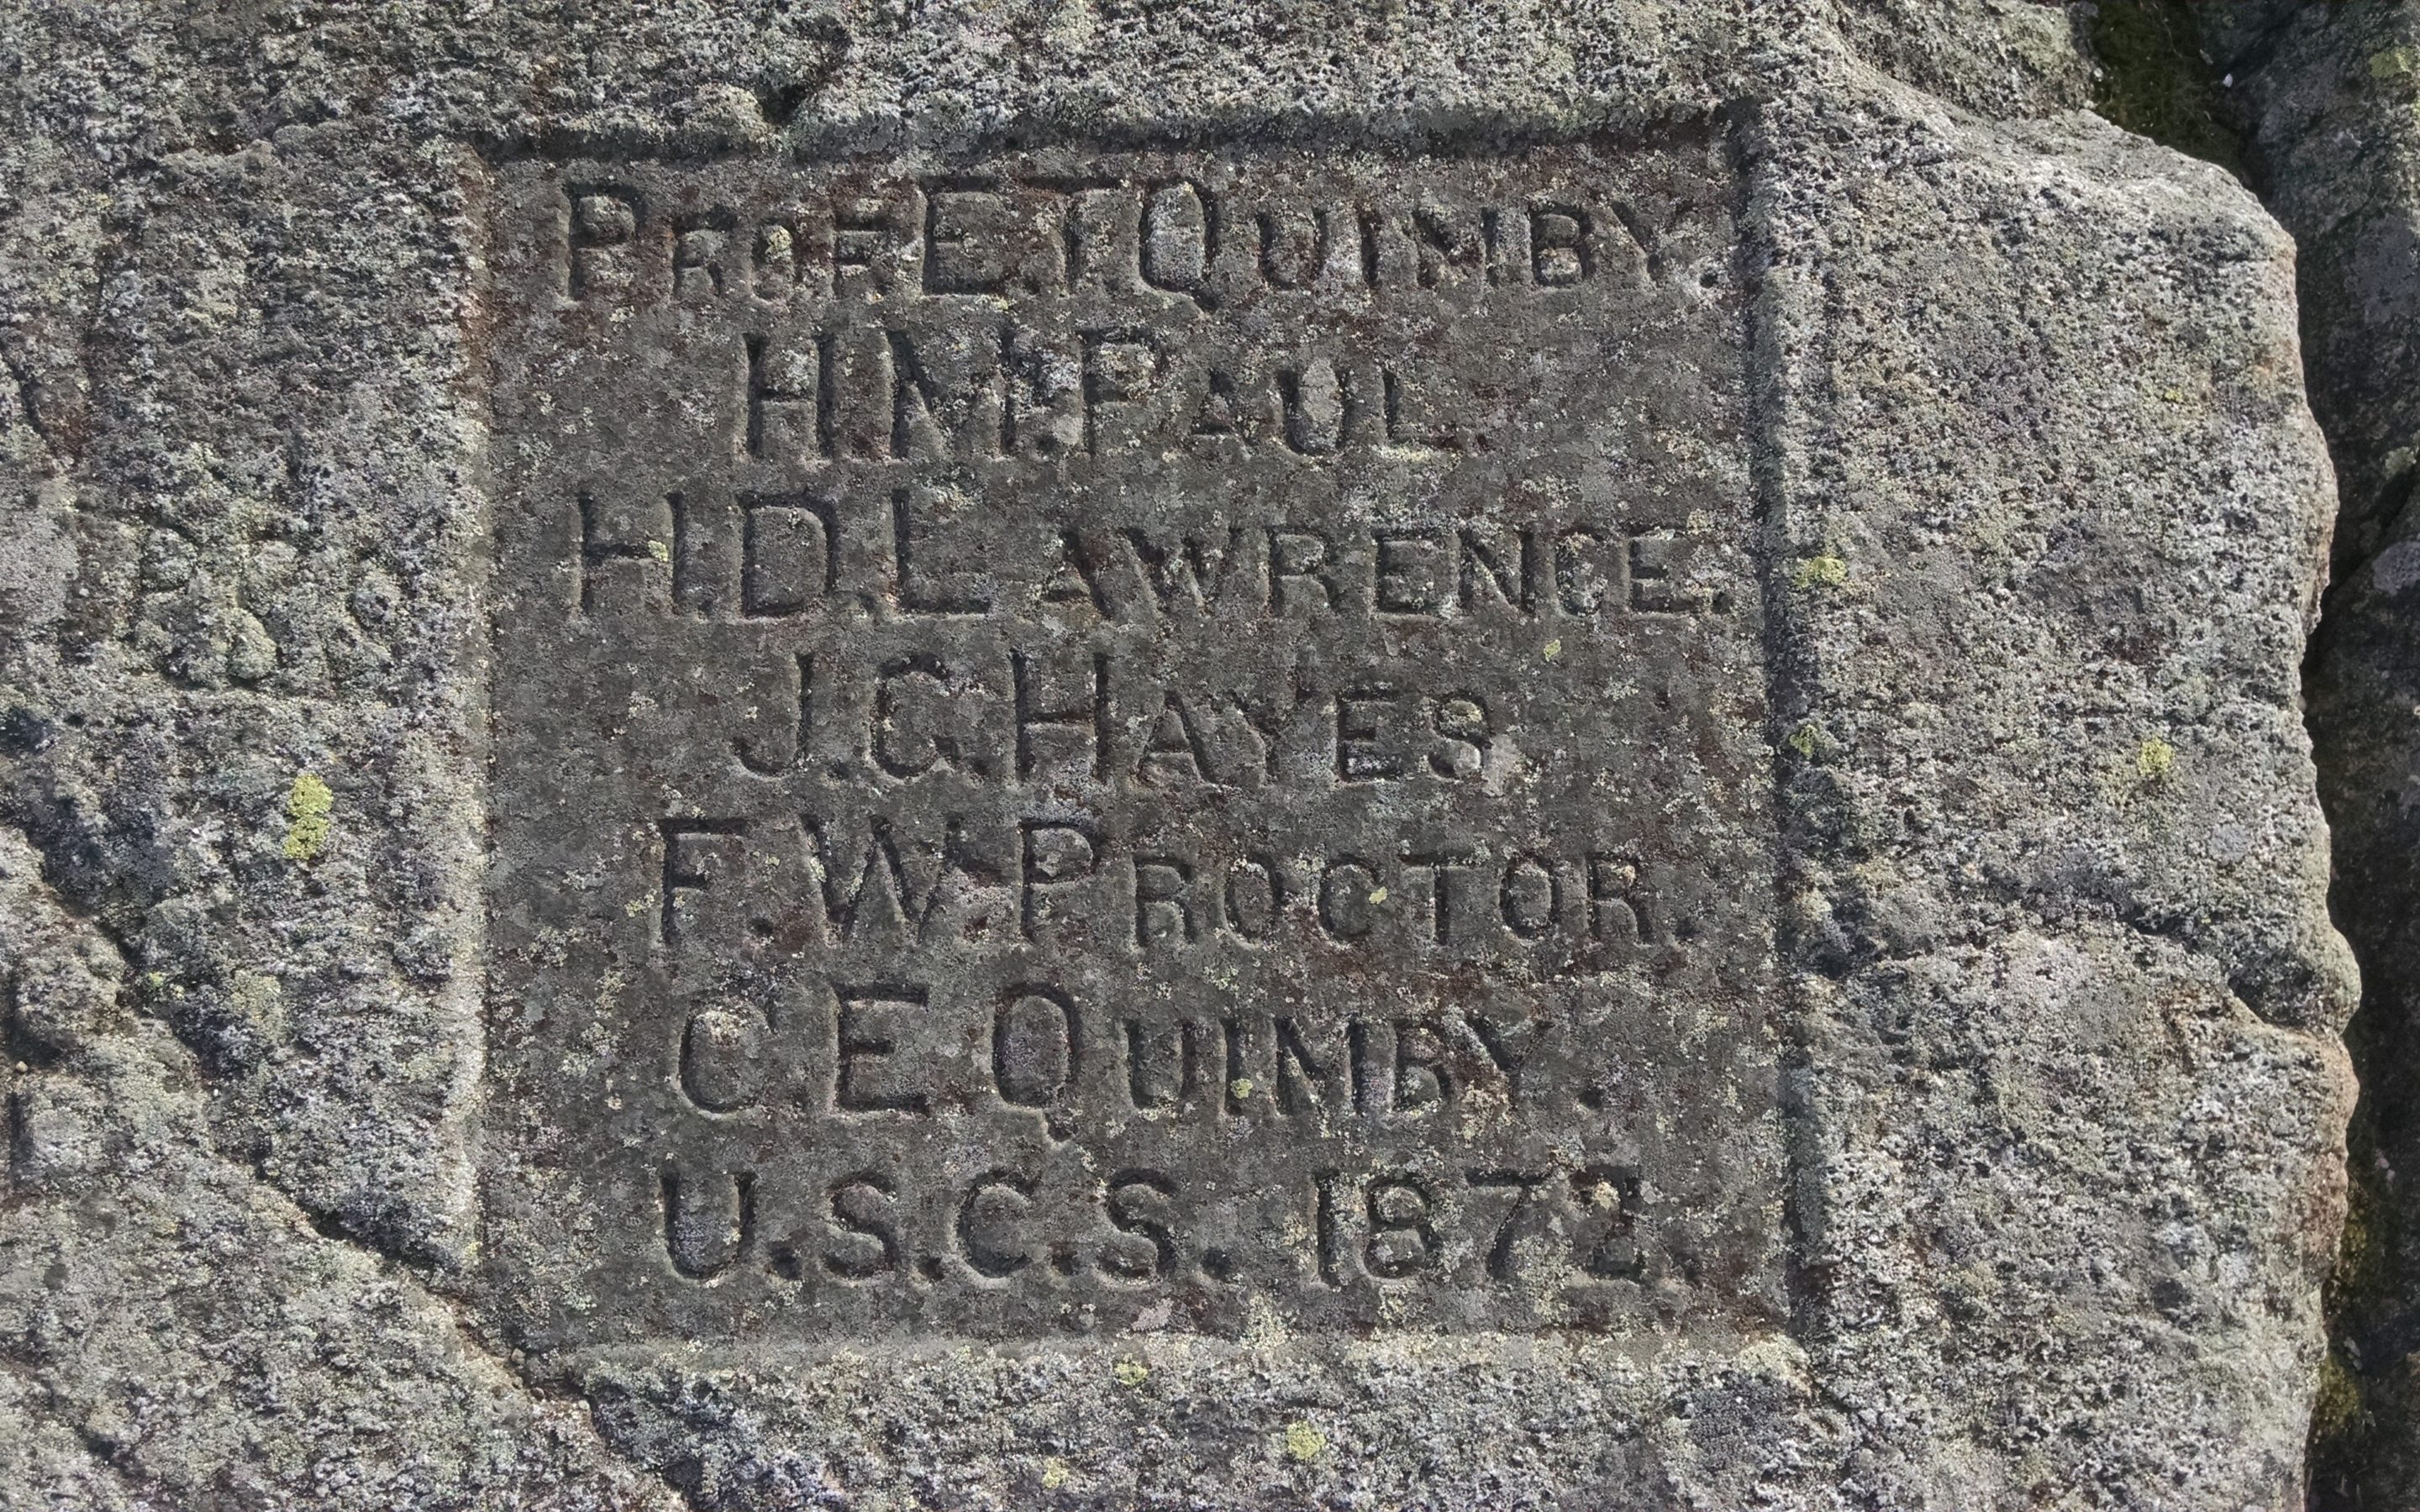 PROF. E.T. QUIMBY.
H.M. PAUL.
H.D. LAWRENCE.
J.G. HAYES
F.W. PROCTOR.
C.E. QUIMBY.
U.S.C.S. 1872.